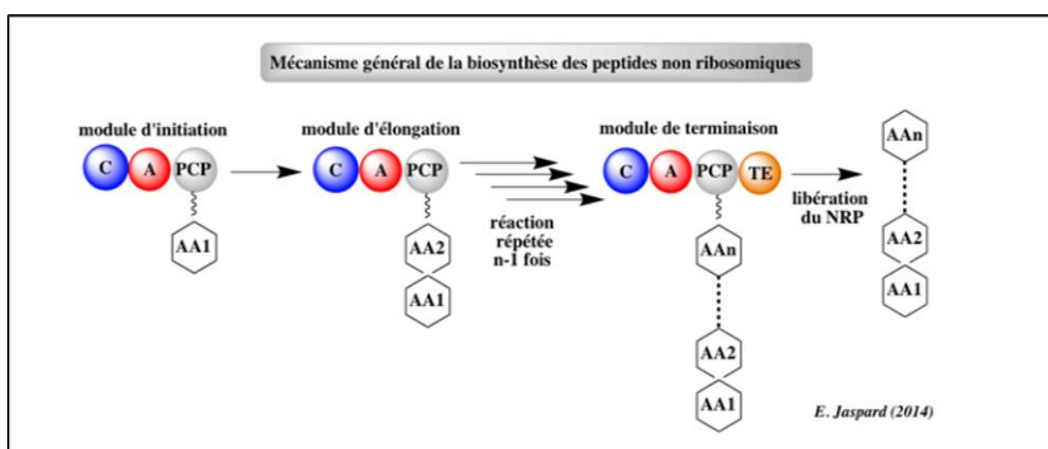 Mécanisme général de la biosynthèse des peptides non ribosomiques
module d'initiation
C A PCP
AA1
module d'élongation
C A PCP
AA2
AA1
réaction
répétée
n-1 fois
module de terminaison
C A PCP TE
AAn
AA2
AA1
libération
du NRP
AAn
AA2
AA1
E. Jaspard (2014)